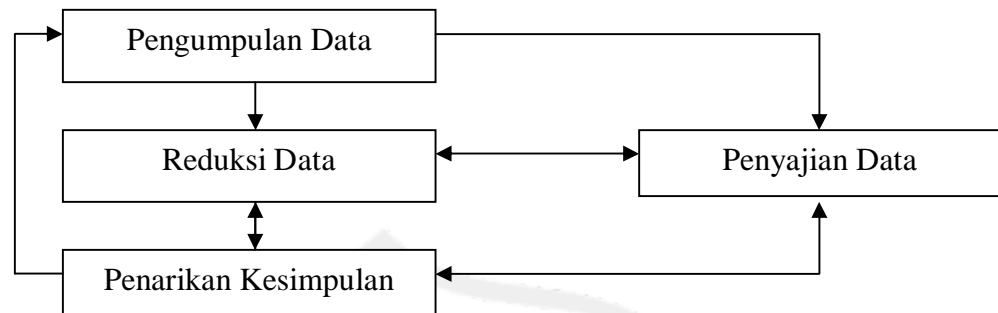 Pengumpulan Data
Reduksi Data
Penyajian Data
Penarikan Kesimpulan